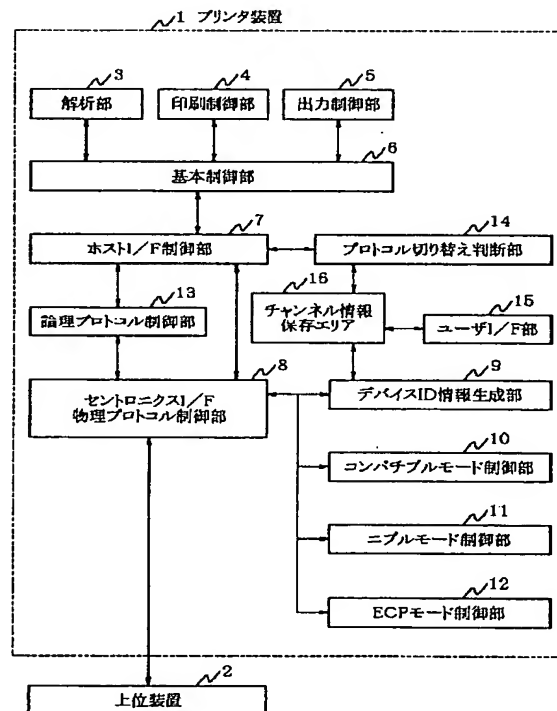 1 プリンタ装置
3
4
5
解析部
印刷制御部
出力制御部
6
基本制御部
7
14
ホストI/F制御部
プロトコル切り替え判断部
13
16
15
論理プロトコル制御部
チャンネル情報
保存エリア
ユーザI/F部
8
9
セントロニクスI/F
物理プロトコル制御部
デバイスID情報生成部
10
コンパチブルモード制御部
11
ニブルモード制御部
12
ECPモード制御部
2
上位装置